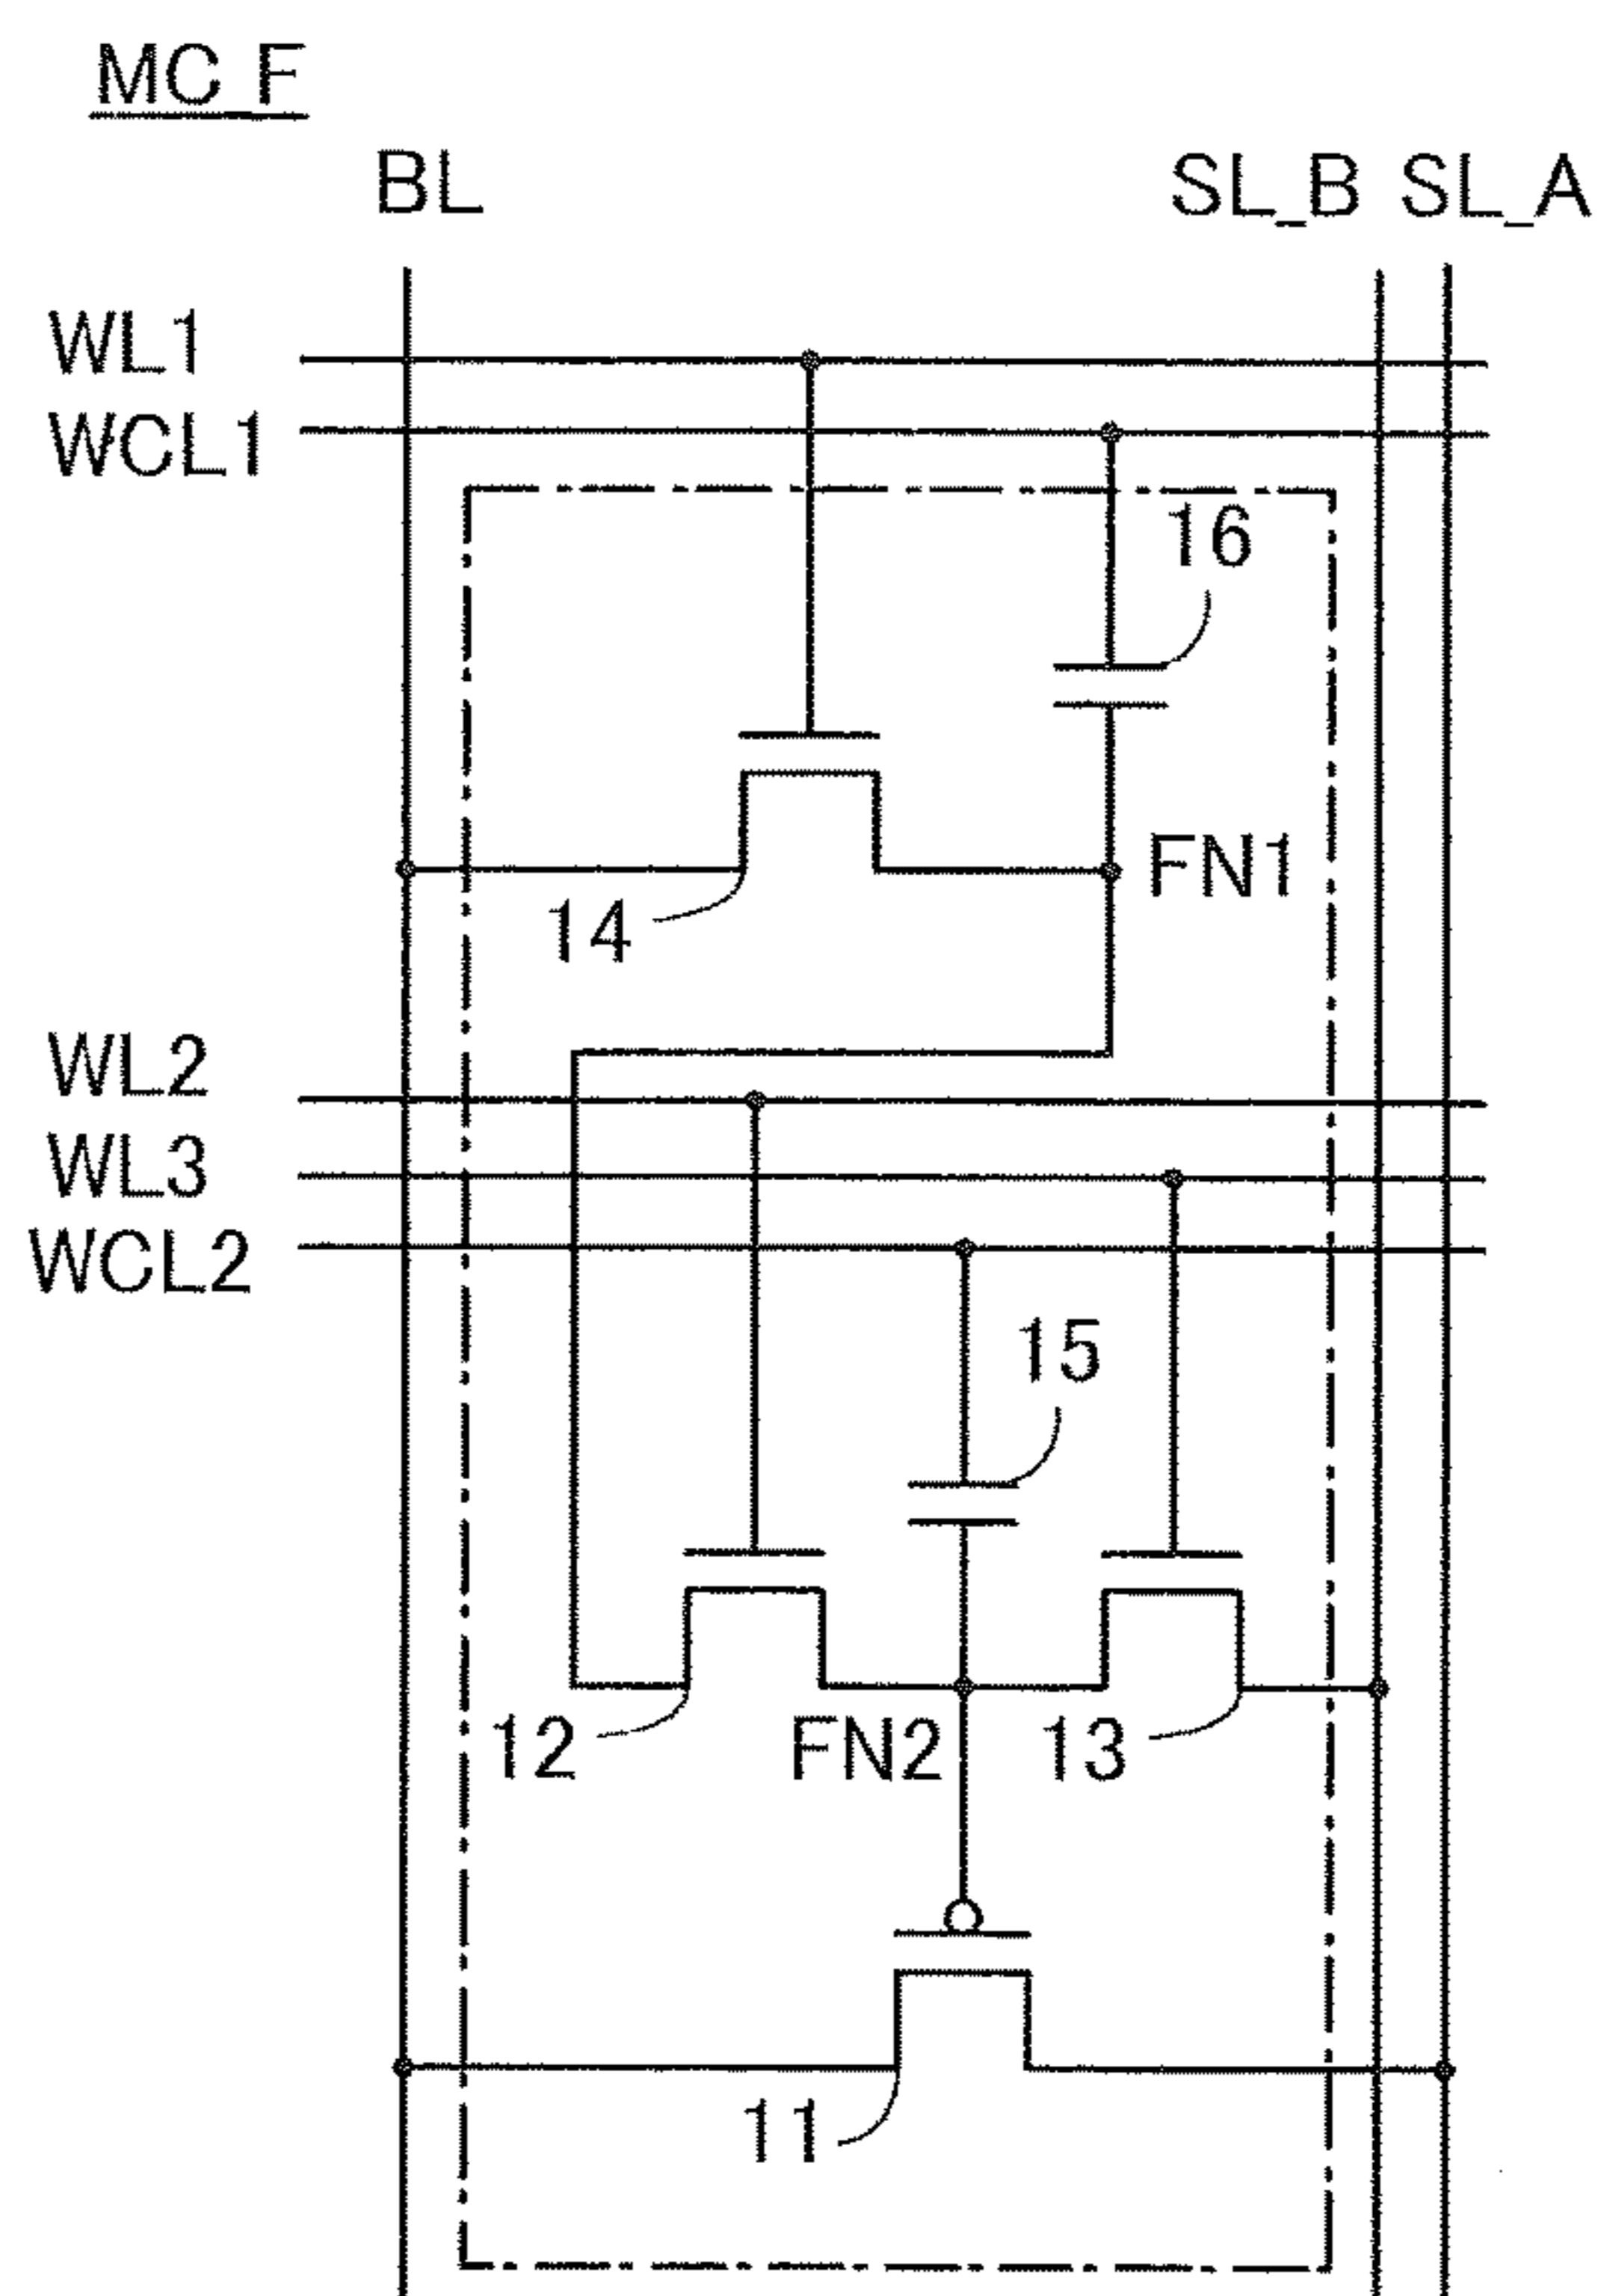 MC_F
BL SL_B SL_A
WL1
WCL1
16
FN1
14
WL2
WL3
WCL2
15
12 FN2 13
11